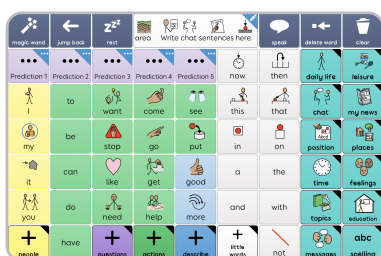 area Write chat sentences here.
magic wand jump back rest speak delete word clear
Prediction 1 Prediction 2 Prediction 3 Prediction 4 Prediction 5 now then daily life leisure
I to want come see this that chat my news
my be stop go put in on position places
it can like get good a the time feelings
you do need help more and with topics education
people have questions actions describe little words not messages abc spelling